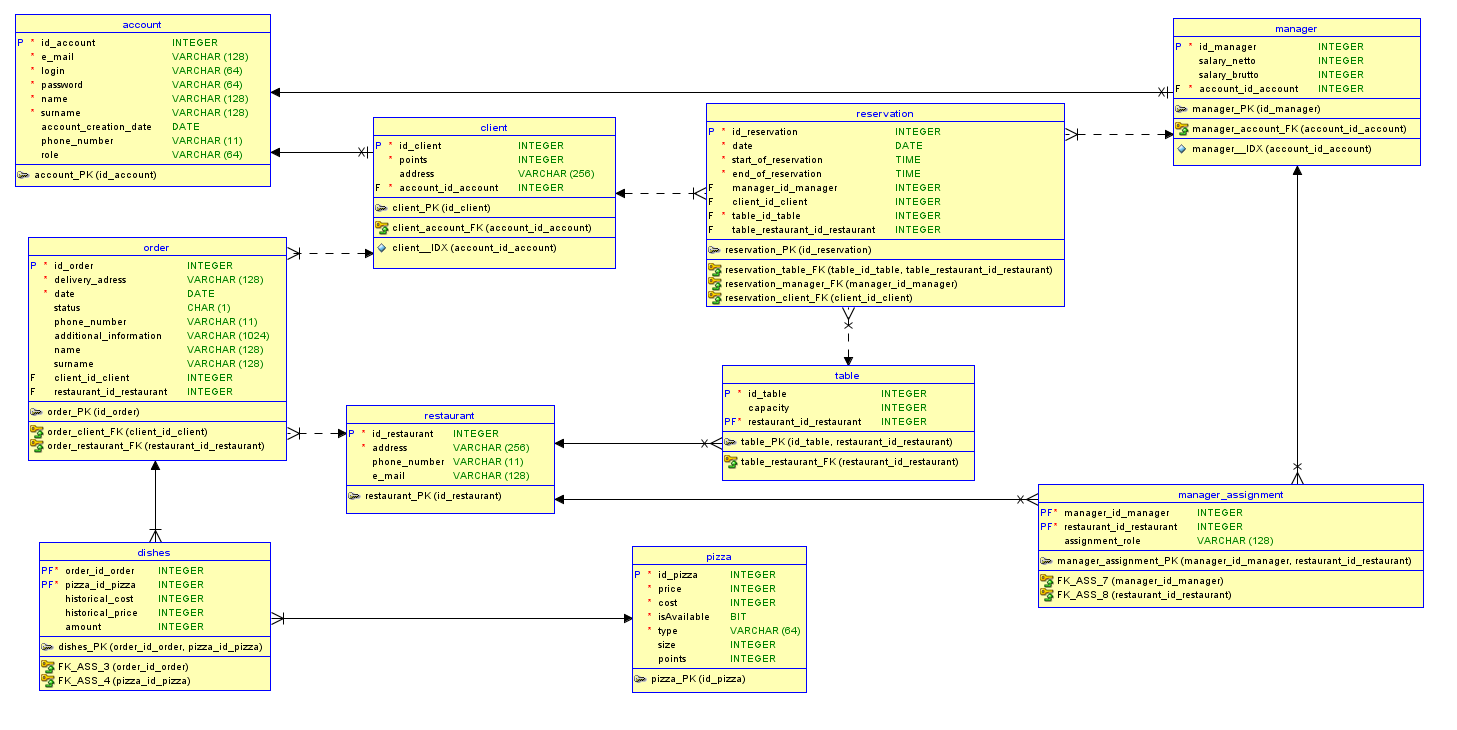 account
P * id_account INTEGER
* e_mail VARCHAR (128)
* login VARCHAR (64)
* password VARCHAR (64)
* name VARCHAR (128)
* surname VARCHAR (128)
account_creation_date DATE
phone_number VARCHAR (11)
role VARCHAR (64)
account_PK (id_account)
client
P * id_client INTEGER
* points INTEGER
address VARCHAR (256)
F * account_id_account INTEGER
client_PK (id_client)
client_account_FK (account_id_account)
client__IDX (account_id_account)
reservation
P * id_reservation INTEGER
* date DATE
* start_of_reservation TIME
* end_of_reservation TIME
F manager_id_manager INTEGER
F client_id_client INTEGER
F * table_id_table INTEGER
F table_restaurant_id_restaurant INTEGER
reservation_PK (id_reservation)
reservation_table_FK (table_id_table, table_restaurant_id_restaurant)
reservation_manager_FK (manager_id_manager)
reservation_client_FK (client_id_client)
manager
P * id_manager INTEGER
salary_netto INTEGER
salary_brutto INTEGER
F * account_id_account INTEGER
manager_PK (id_manager)
manager_account_FK (account_id_account)
manager__IDX (account_id_account)
order
P * id_order INTEGER
* delivery_adress VARCHAR (128)
* date DATE
status CHAR (1)
phone_number VARCHAR (11)
additional_information VARCHAR (1024)
name VARCHAR (128)
surname VARCHAR (128)
F client_id_client INTEGER
F restaurant_id_restaurant INTEGER
order_PK (id_order)
order_client_FK (client_id_client)
order_restaurant_FK (restaurant_id_restaurant)
restaurant
P * id_restaurant INTEGER
* address VARCHAR (256)
phone_number VARCHAR (11)
e_mail VARCHAR (128)
restaurant_PK (id_restaurant)
table
P * id_table INTEGER
capacity INTEGER
PF* restaurant_id_restaurant INTEGER
table_PK (id_table, restaurant_id_restaurant)
table_restaurant_FK (restaurant_id_restaurant)
manager_assignment
PF* manager_id_manager INTEGER
PF* restaurant_id_restaurant INTEGER
assignment_role VARCHAR (128)
manager_assignment_PK (manager_id_manager, restaurant_id_restaurant)
FK_ASS_7 (manager_id_manager)
FK_ASS_8 (restaurant_id_restaurant)
dishes
PF* order_id_order INTEGER
PF* pizza_id_pizza INTEGER
historical_cost INTEGER
historical_price INTEGER
amount INTEGER
dishes_PK (order_id_order, pizza_id_pizza)
FK_ASS_3 (order_id_order)
FK_ASS_4 (pizza_id_pizza)
pizza
P * id_pizza INTEGER
* price INTEGER
* cost INTEGER
* isAvailable BIT
* type VARCHAR (64)
size INTEGER
points INTEGER
pizza_PK (id_pizza)